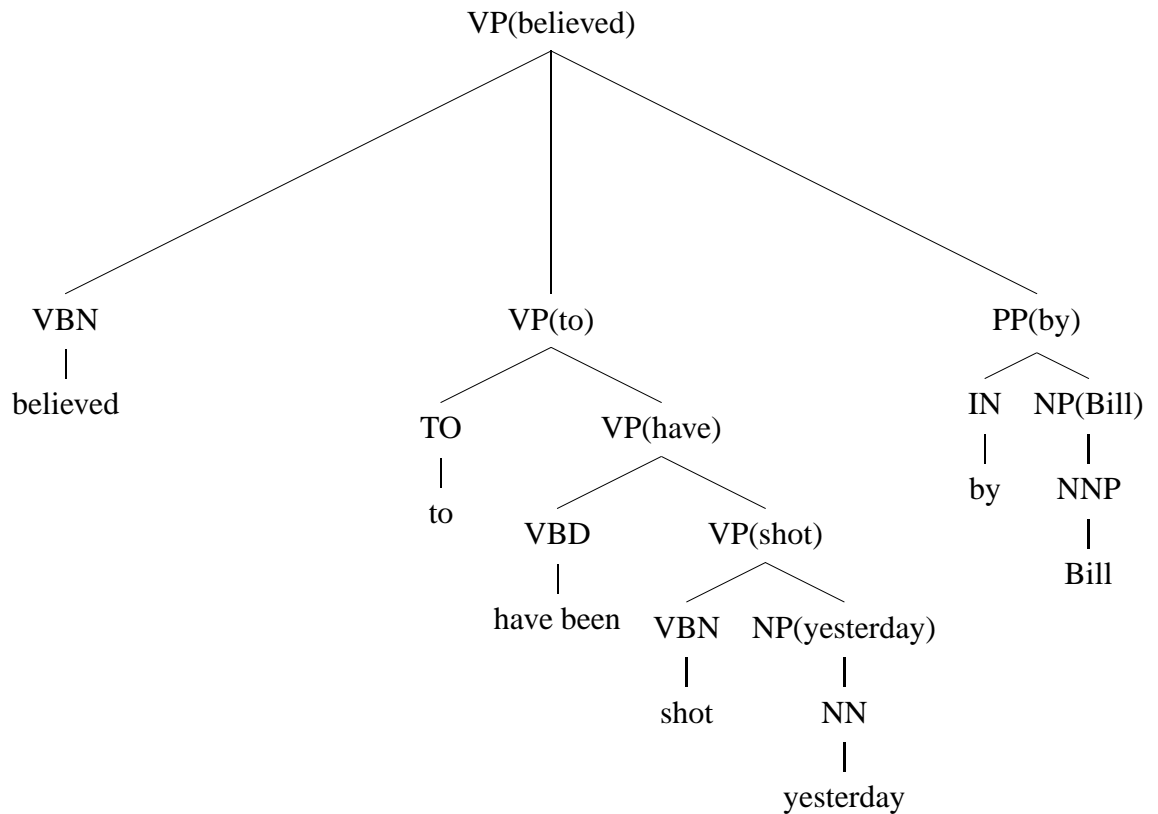 VP(believed)
VBN VP(to) PP(by)
believed TO VP(have) IN NP(Bill)
to VBD VP(shot) by NNP
have been VBN NP(yesterday) Bill
shot NN
yesterday